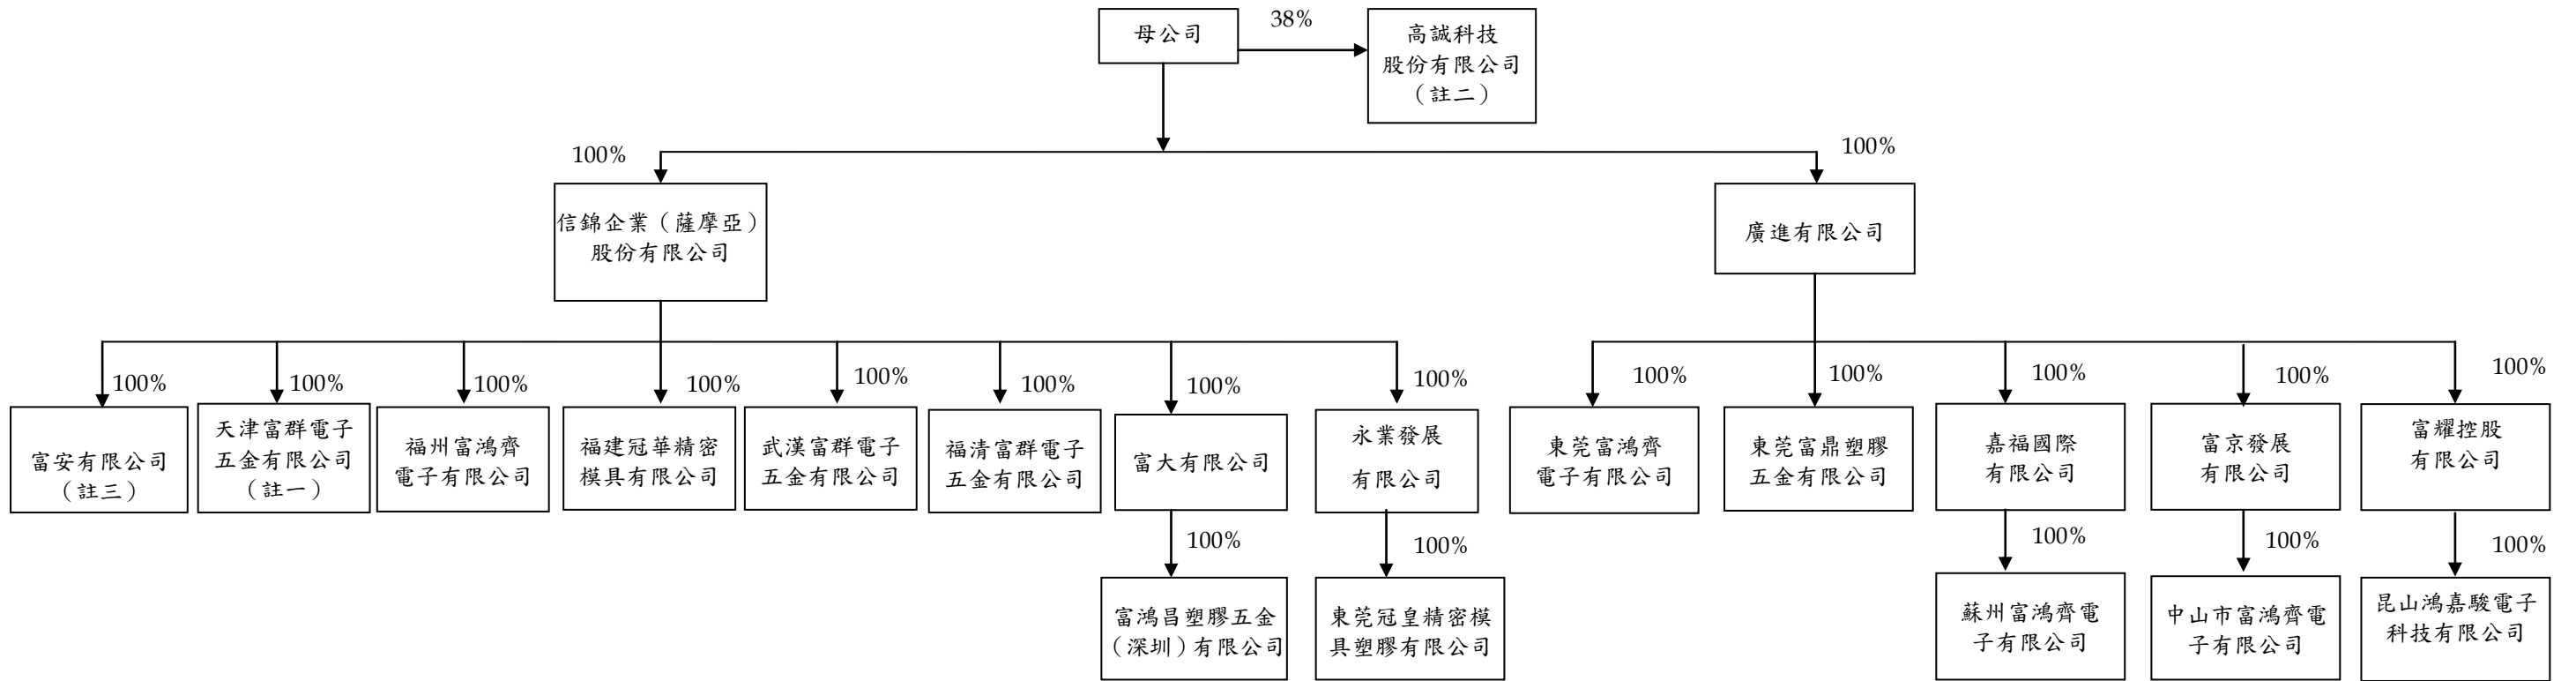 母公司
38%
高誠科技
股份有限公司
（註二）
100%
100%
信錦企業（薩摩亞）
股份有限公司
廣進有限公司
100%
100%
100%
100%
100%
100%
100%
100%
100%
100%
100%
100%
100%
富安有限公司
（註三）
天津富群電子
五金有限公司
（註一）
福州富鴻齊
電子有限公司
福建冠華精密
模具有限公司
武漢富群電子
五金有限公司
福清富群電子
五金有限公司
富大有限公司
永業發展
有限公司
東莞富鴻齊
電子有限公司
東莞富鼎塑膠
五金有限公司
嘉福國際
有限公司
富京發展
有限公司
富耀控股
有限公司
100%
100%
100%
100%
100%
富鴻昌塑膠五金
（深圳）有限公司
東莞冠皇精密模
具塑膠有限公司
蘇州富鴻齊電
子有限公司
中山市富鴻齊電
子有限公司
昆山鴻嘉駿電子
科技有限公司